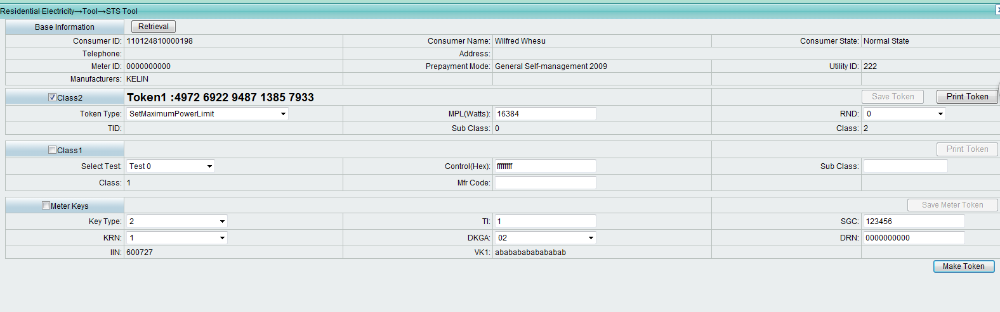 Residential Electricity→Tool→STS Tool
Base Information Retrieval
Consumer ID: 110124810000198 Consumer Name: Wilfred Whesu Consumer State: Normal State
Telephone: Address:
Meter ID: 0000000000 Prepayment Mode: General Self-management 2009 Utility ID: 222
Manufacturers: KELIN
Class2 Token1 :4972 6922 9487 1385 7933 Save Token Print Token
Token Type: SetMaximumPowerLimit MPL(Watts): 16384 RND: 0
TID: Sub Class: 0 Class: 2
Class1 Print Token
Select Test: Test 0 Control(Hex): ffffffff Sub Class:
Class: 1 Mfr Code:
Meter Keys Save Meter Token
Key Type: 2 TI: 1 SGC: 123456
KRN: 1 DKGA: 02 DRN: 0000000000
IIN: 600727 VK1: abababababababab
Make Token